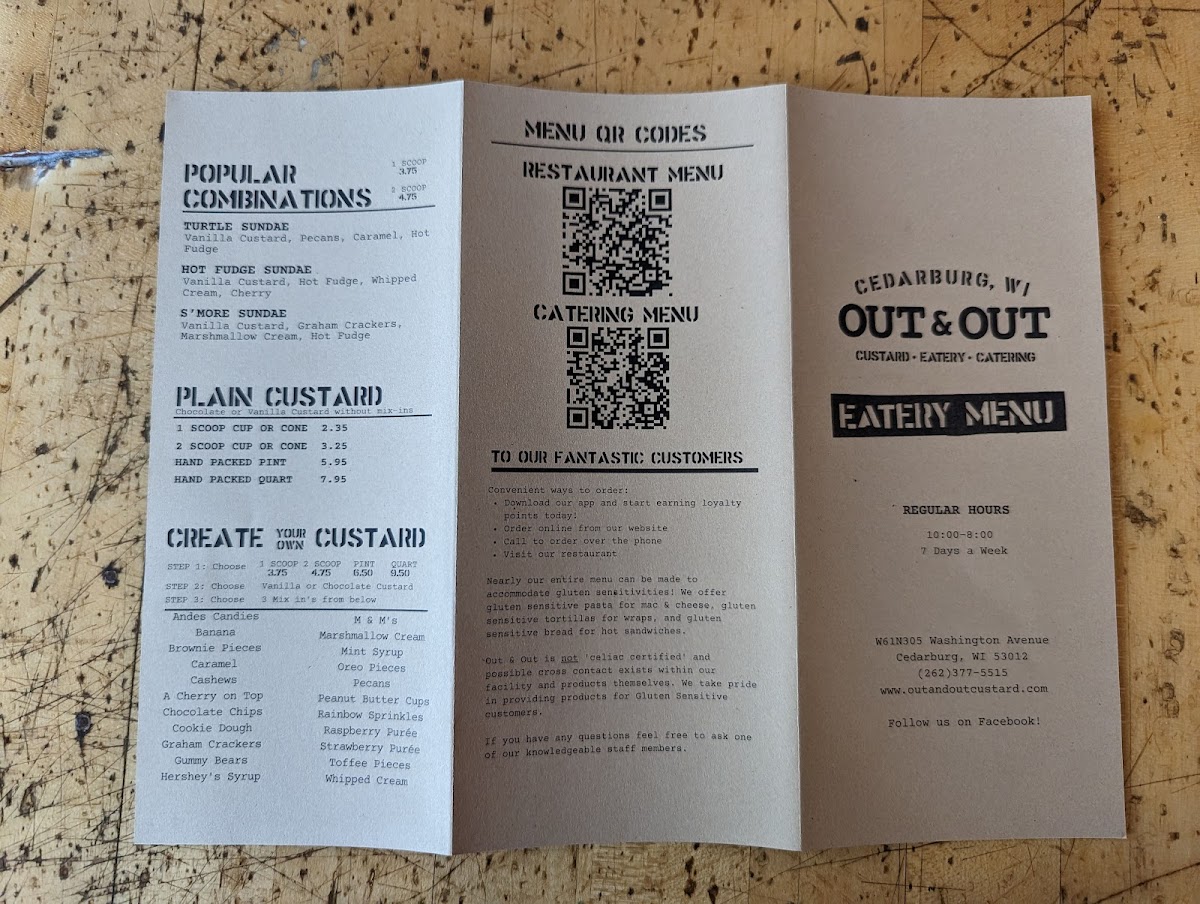 POPULAR
COMBINATIONS
1 SCOOP
3.75
2 SCOOP
4.75
TURTLE SUNDAE
Vanilla Custard, Pecans, Caramel, Hot
Fudge
HOT FUDGE SUNDAE
Vanilla Custard, Hot Fudge, Whipped
Cream, Cherry
S'MORE SUNDAE
Vanilla Custard, Graham Crackers,
Marshmallow Cream, Hot Fudge
PLAIN CUSTARD
Chocolate or Vanilla Custard without mix-ins
1 SCOOP CUP OR CONE 2.35
2 SCOOP CUP OR CONE 3.25
HAND PACKED PINT 5.95
HAND PACKED QUART 7.95
CREATE YOUR OWN CUSTARD
STEP 1: Choose 1 SCOOP 2 SCOOP PINT QUART
3.75 4.75 6.50 9.50
STEP 2: Choose Vanilla or Chocolate Custard
STEP 3: Choose 3 Mix in's from below
Andes Candies
Banana
Brownie Pieces
Caramel
Cashews
A Cherry on Top
Chocolate Chips
Cookie Dough
Graham Crackers
Gummy Bears
Hershey's Syrup
M & M's
Marshmallow Cream
Mint Syrup
Oreo Pieces
Pecans
Peanut Butter Cups
Rainbow Sprinkles
Raspberry Purée
Strawberry Purée
Toffee Pieces
Whipped Cream
MENU QR CODES
RESTAURANT MENU
CATERING MENU
TO OUR FANTASTIC CUSTOMERS
Convenient ways to order:
• Download our app and start earning loyalty
points today!
• Order online from our website
• Call to order over the phone
• Visit our restaurant
Nearly our entire menu can be made to
accommodate gluten sensitivities! We offer
gluten sensitive pasta for mac & cheese, gluten
sensitive tortillas for wraps, and gluten
sensitive bread for hot sandwiches.
Out & Out is not 'celiac certified' and
possible cross contact exists within our
facility and products themselves. We take pride
in providing products for Gluten Sensitive
customers.
If you have any questions feel free to ask one
of our knowledgeable staff members.
CEDARBURG, WI
OUT & OUT
CUSTARD • EATERY • CATERING
EATERY MENU
REGULAR HOURS
10:00-8:00
7 Days a Week
W61N305 Washington Avenue
Cedarburg, WI 53012
(262)377-5515
www.outandoutcustard.com
Follow us on Facebook!